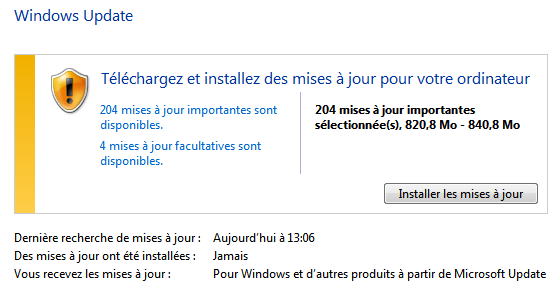 Windows Update
Téléchargez et installez des mises à jour pour votre ordinateur
204 mises à jour importantes sont
disponibles.
4 mises à jour facultatives sont
disponibles.
204 mises à jour importantes
sélectionnée(s), 820,8 Mo - 840,8 Mo
Installer les mises à jour
Dernière recherche de mises à jour : Aujourd'hui à 13:06
Des mises à jour ont été installées : Jamais
Vous recevez les mises à jour : Pour Windows et d'autres produits à partir de Microsoft Update